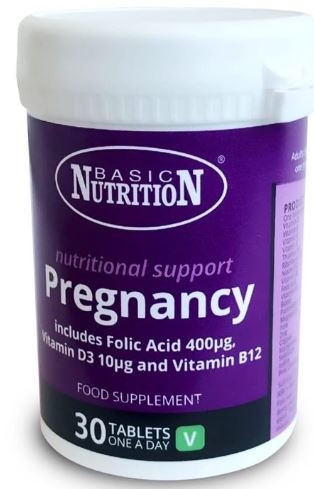 BASIC
NUTRITION
®
nutritional support
Pregnancy
includes Folic Acid 400µg,
Vitamin D3 10µg and Vitamin B12
FOOD SUPPLEMENT
30 TABLETS
ONE A DAY
V